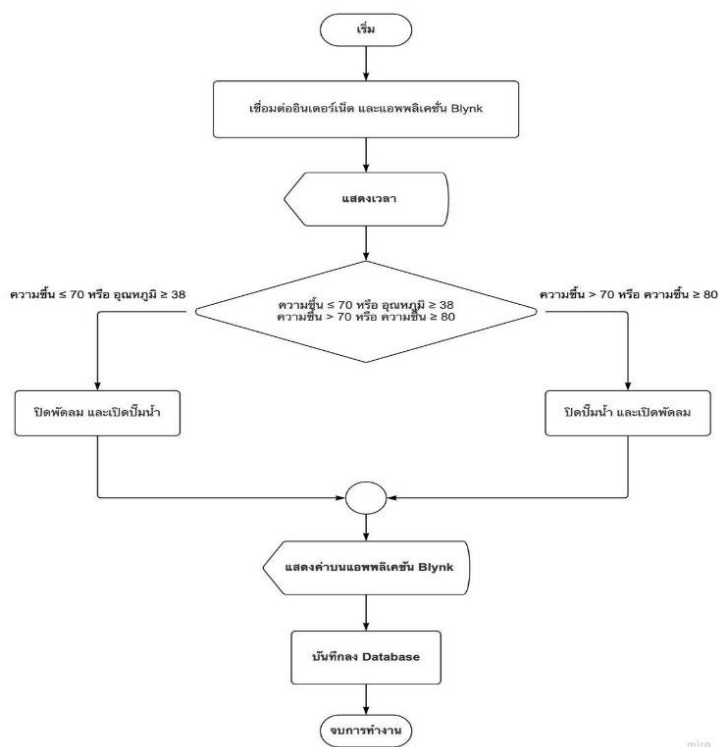 เริ่ม
เชื่อมต่ออินเตอร์เน็ต และแอพพลิเคชั่น Blynk
แสดงเวลา
ความชื้น ≤ 70 หรือ อุณหภูมิ ≥ 38
ความชื้น ≤ 70 หรือ อุณหภูมิ ≥ 38
ความชื้น > 70 หรือ ความชื้น ≥ 80
ความชื้น > 70 หรือ ความชื้น ≥ 80
ปิดพัดลม และเปิดปั๊มน้ำ
ปิดปั๊มน้ำ และเปิดพัดลม
แสดงค่าบนแอพพลิเคชัน Blynk
บันทึกลง Database
จบการทำงาน
miro